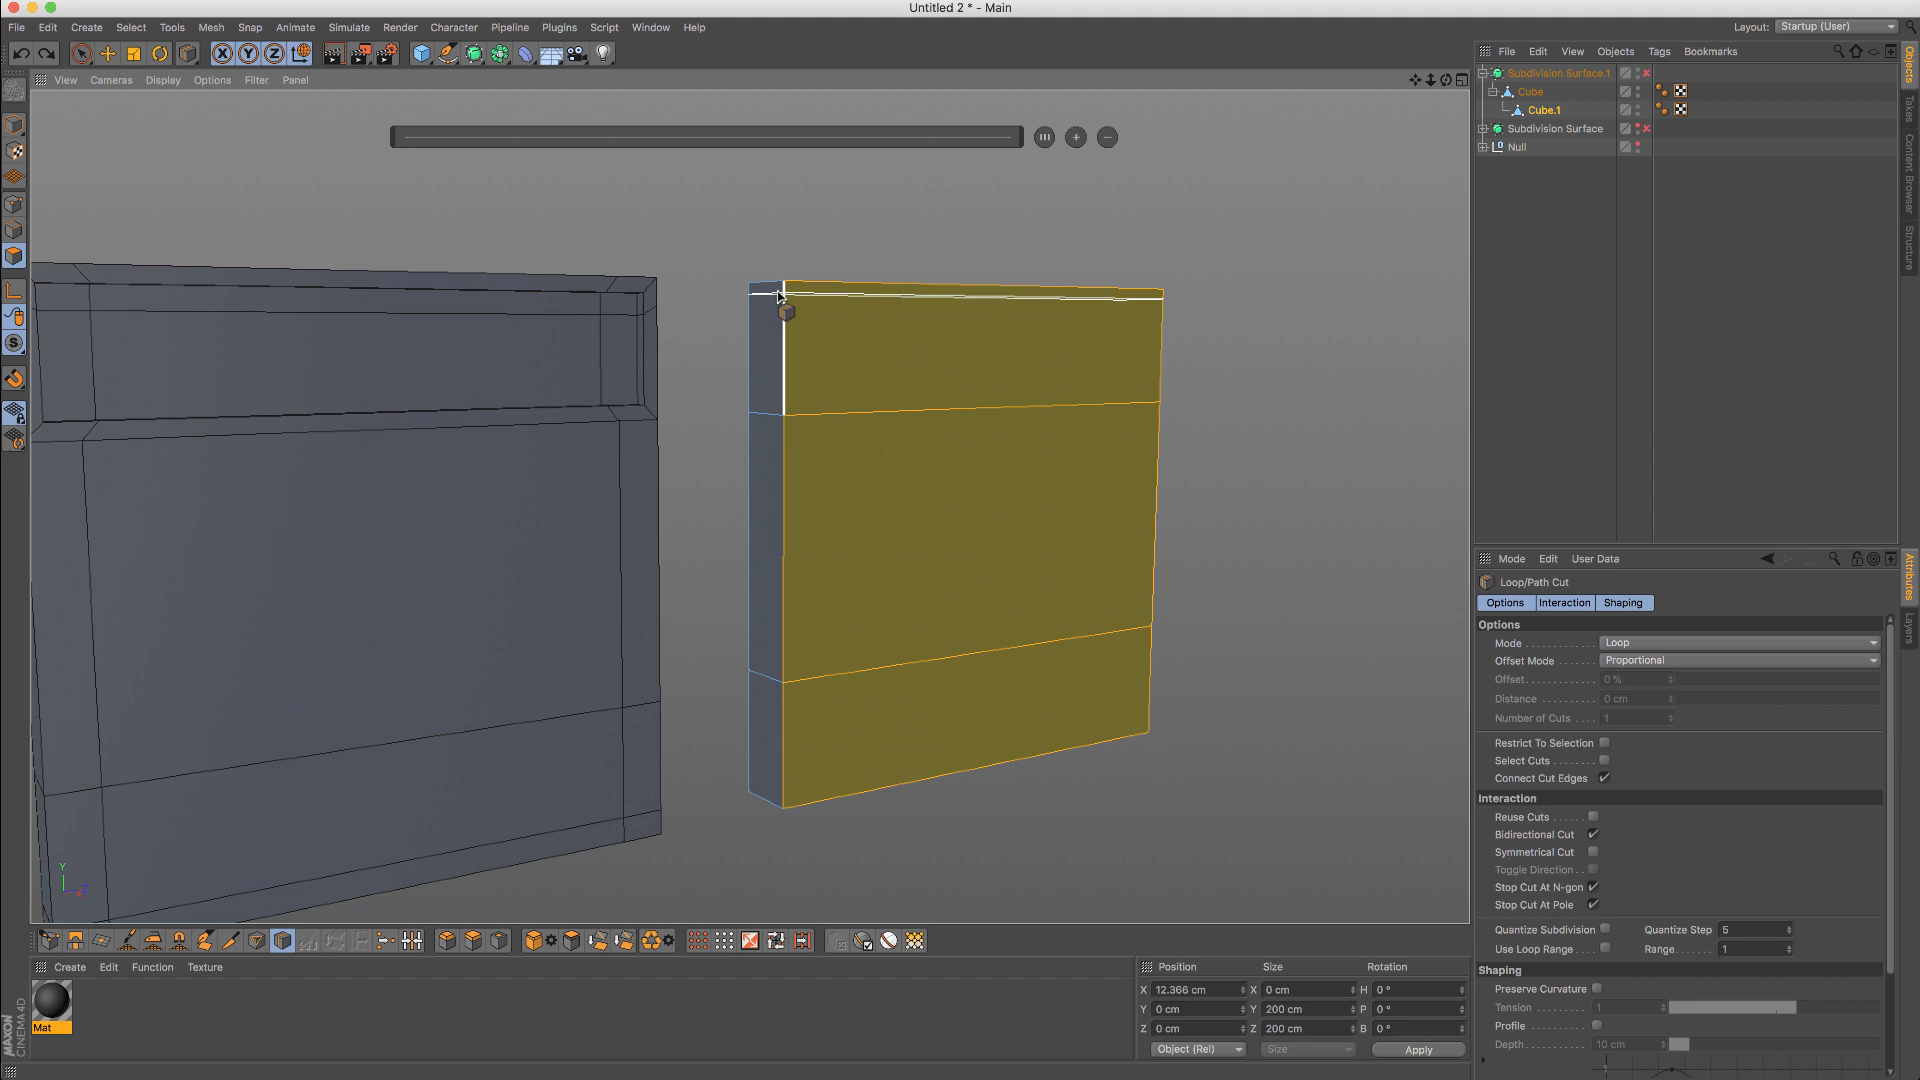 Untitled 2 * - Main
File Edit Create Select Tools Mesh Snap Animate Simulate Render Character Pipeline Plugins Script Window Help
Layout: Startup (User)
File Edit View Objects Tags Bookmarks
View Cameras Display Options Filter Panel
Subdivision Surface.1
Cube
Cube.1
Subdivision Surface
Null
Objects
Takes
Content Browser
Structure
Mode Edit User Data
Loop/Path Cut
Options Interaction Shaping
Options
Mode Loop
Offset Mode Proportional
Offset 0 %
Distance 0 cm
Number of Cuts 1
Restrict To Selection
Select Cuts
Connect Cut Edges
Interaction
Reuse Cuts
Bidirectional Cut
Symmetrical Cut
Toggle Direction
Stop Cut At N-gon
Stop Cut At Pole
Quantize Subdivision Quantize Step 5
Use Loop Range Range 1
Shaping
Preserve Curvature
Tension 1
Profile
Depth 10 cm
Attributes
Layers
Y
Z
X
Create Edit Function Texture
Mat
MAXON
CINEMA 4D
Position Size Rotation
X 12.366 cm X 0 cm H 0 °
Y 0 cm Y 200 cm P 0 °
Z 0 cm Z 200 cm B 0 °
Object (Rel) Size Apply